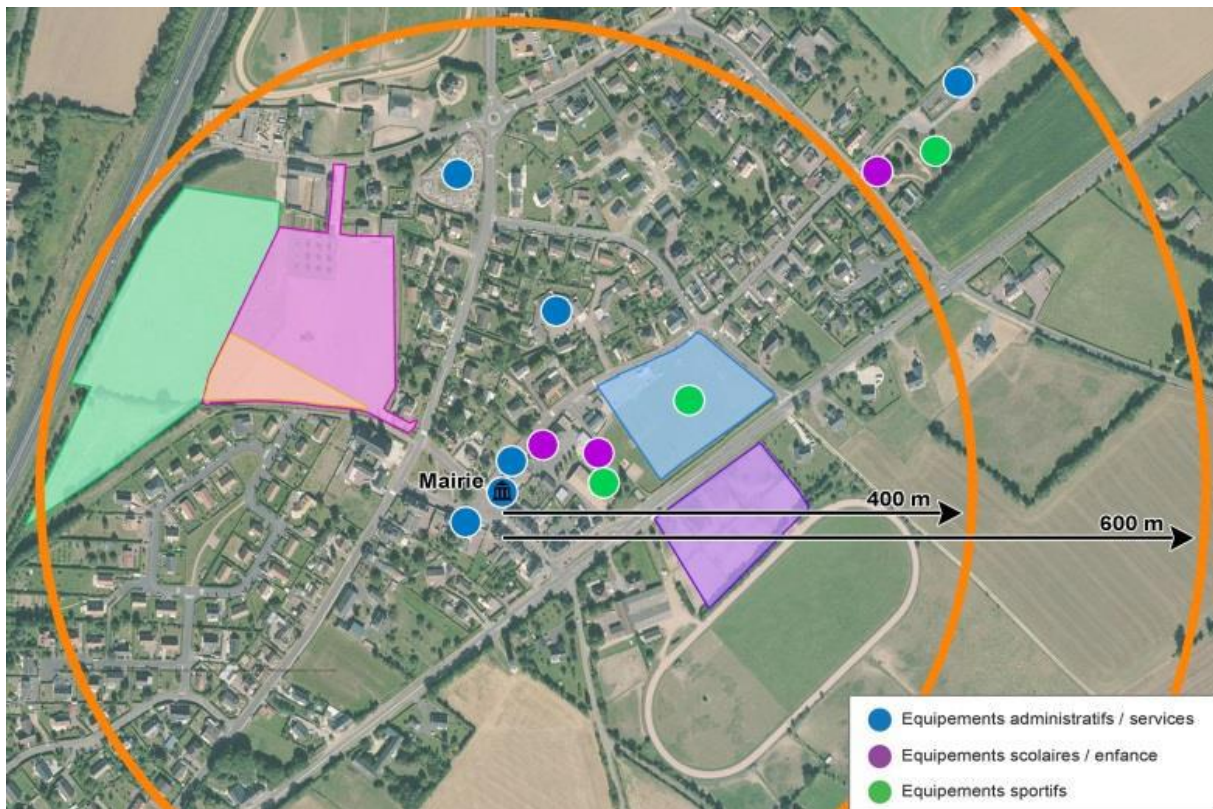 Mairie
400 m
600 m
Equipements administratifs / services
Equipements scolaires / enfance
Equipements sportifs